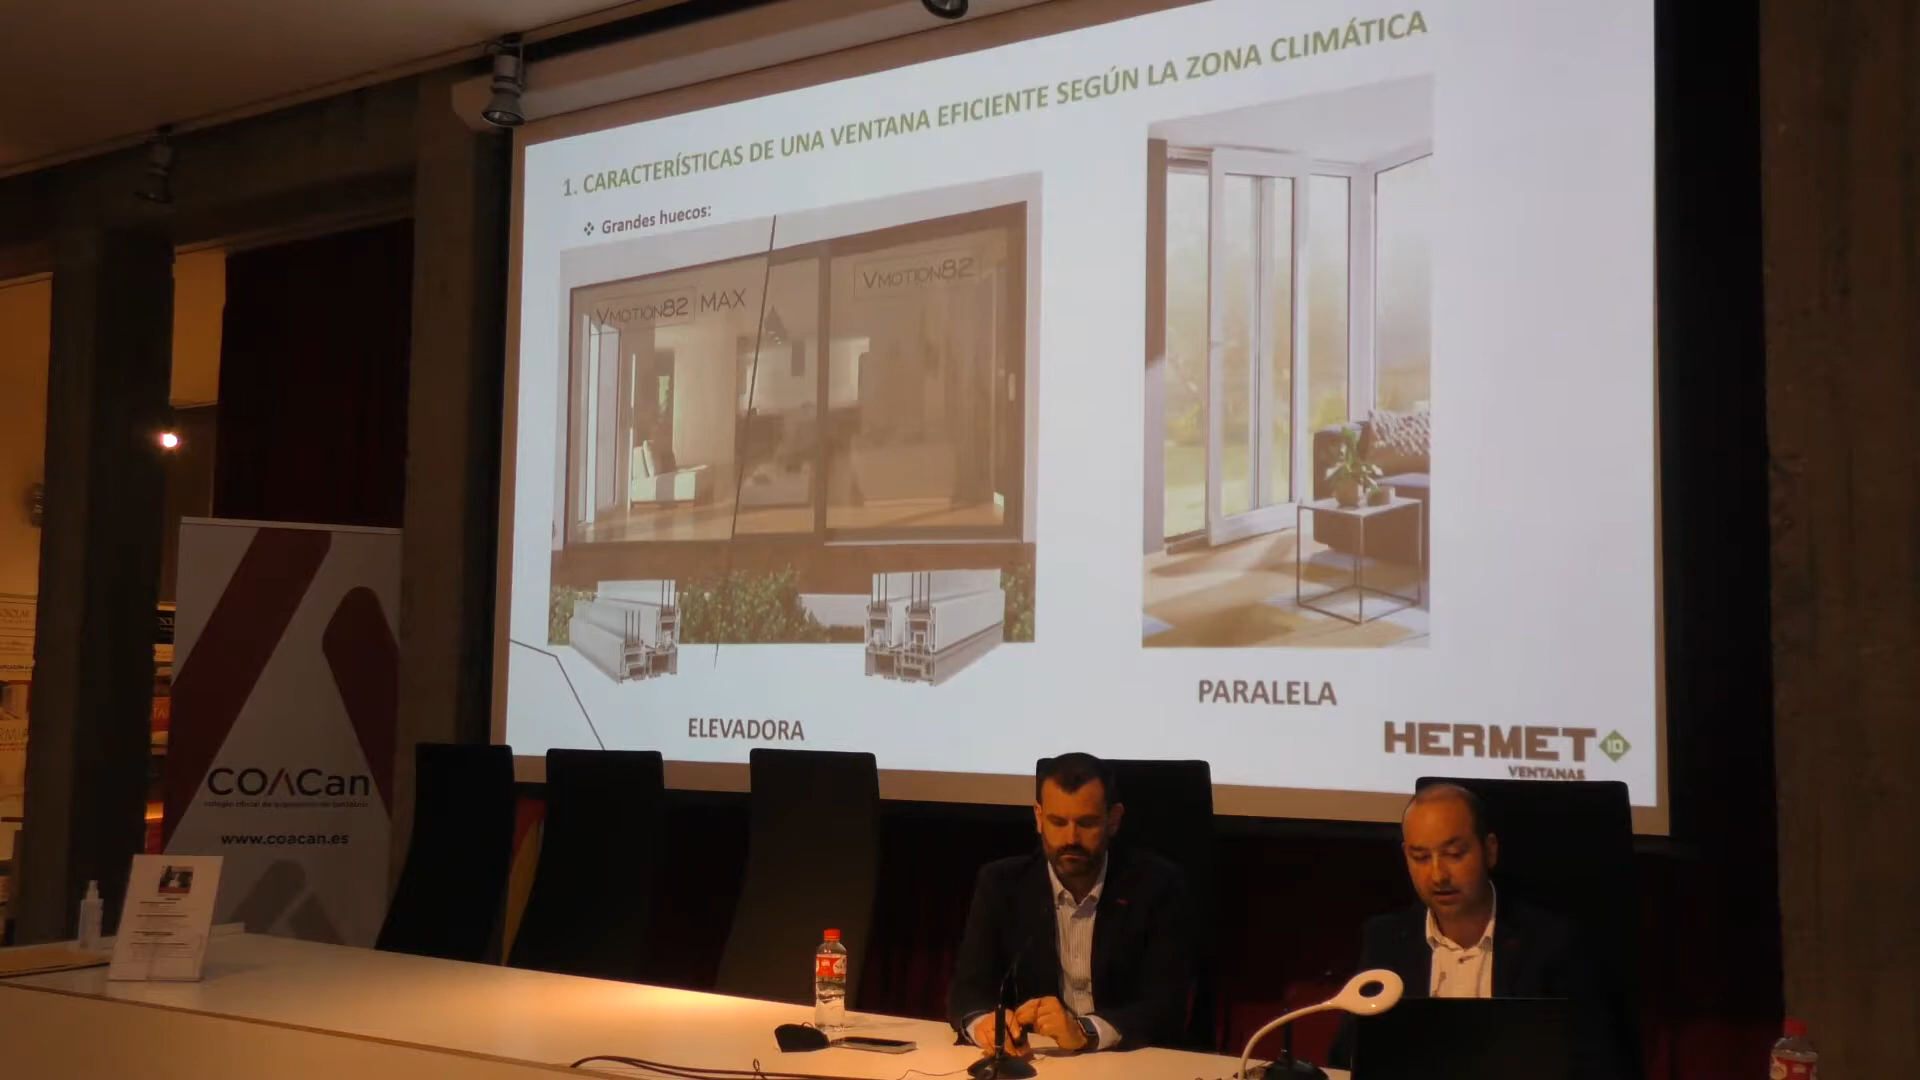 1. CARACTERÍSTICAS DE UNA VENTANA EFICIENTE SEGÚN LA ZONA CLIMÁTICA
❖ Grandes huecos:
VMOTION82 MAX
VMOTION82
ELEVADORA
PARALELA
HERMET 10
VENTANAS
COACan
www.coacan.es